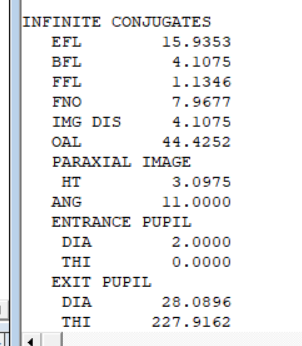 INFINITE CONJUGATES
EFL 15.9353
BFL 4.1075
FFL 1.1346
FNO 7.9677
IMG DIS 4.1075
OAL 44.4252
PARAXIAL IMAGE
HT 3.0975
ANG 11.0000
ENTRANCE PUPIL
DIA 2.0000
THI 0.0000
EXIT PUPIL
DIA 28.0896
THI 227.9162